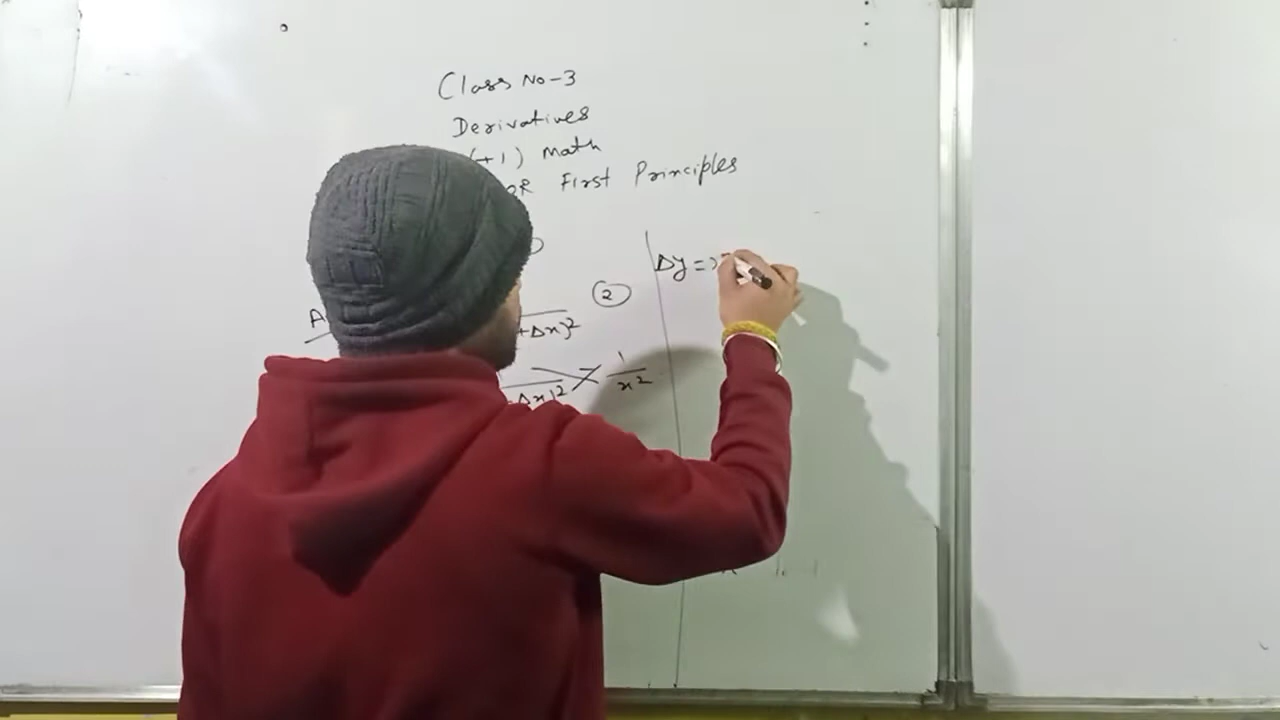 Class No-3
Derivatives
(+1) Math
OR First Principles
②
+Δx)²
Δx)² 1/x²
Δy =